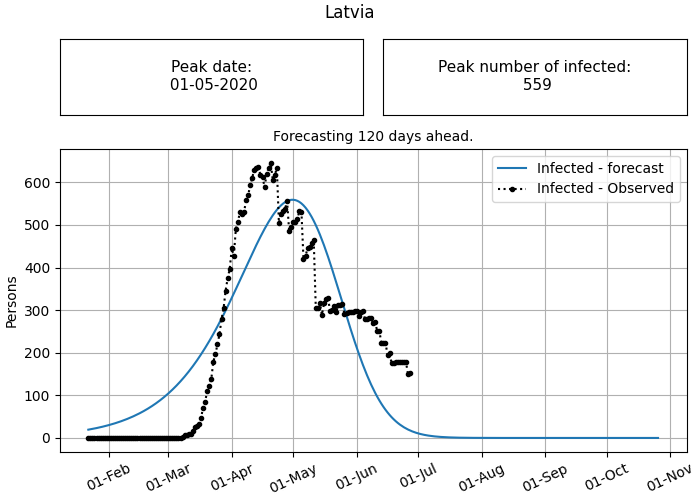 Latvia
Peak date:
01-05-2020
Peak number of infected:
559
Forecasting 120 days ahead.
Infected - forecast
Infected - Observed
Persons
600
500
400
300
200
100
0
01-Feb
01-Mar
01-Apr
01-May
01-Jun
01-Jul
01-Aug
01-Sep
01-Oct
01-Nov